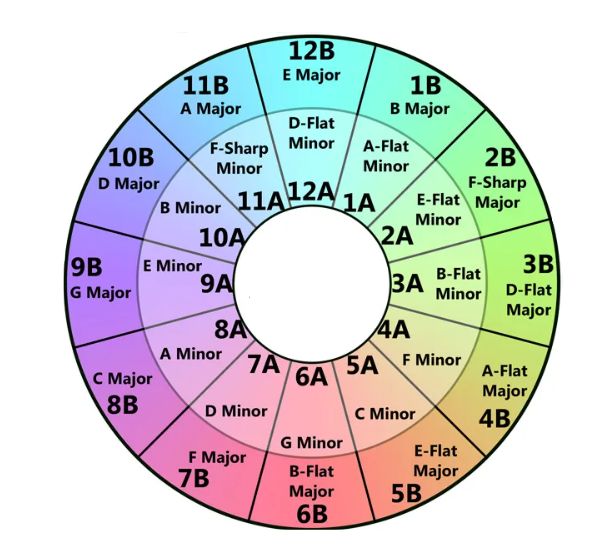 12B
E Major
1B
B Major
2B
F-Sharp
Major
3B
D-Flat
Major
A-Flat
Major
4B
E-Flat
Major
5B
B-Flat
Major
6B
F Major
7B
C Major
8B
9B
G Major
10B
D Major
11B
A Major
D-Flat
Minor
12A
A-Flat
Minor
1A
E-Flat
Minor
2A
3A
B-Flat
Minor
4A
F Minor
5A
C Minor
6A
G Minor
7A
D Minor
8A
A Minor
E Minor
9A
B Minor
10A
F-Sharp
Minor
11A